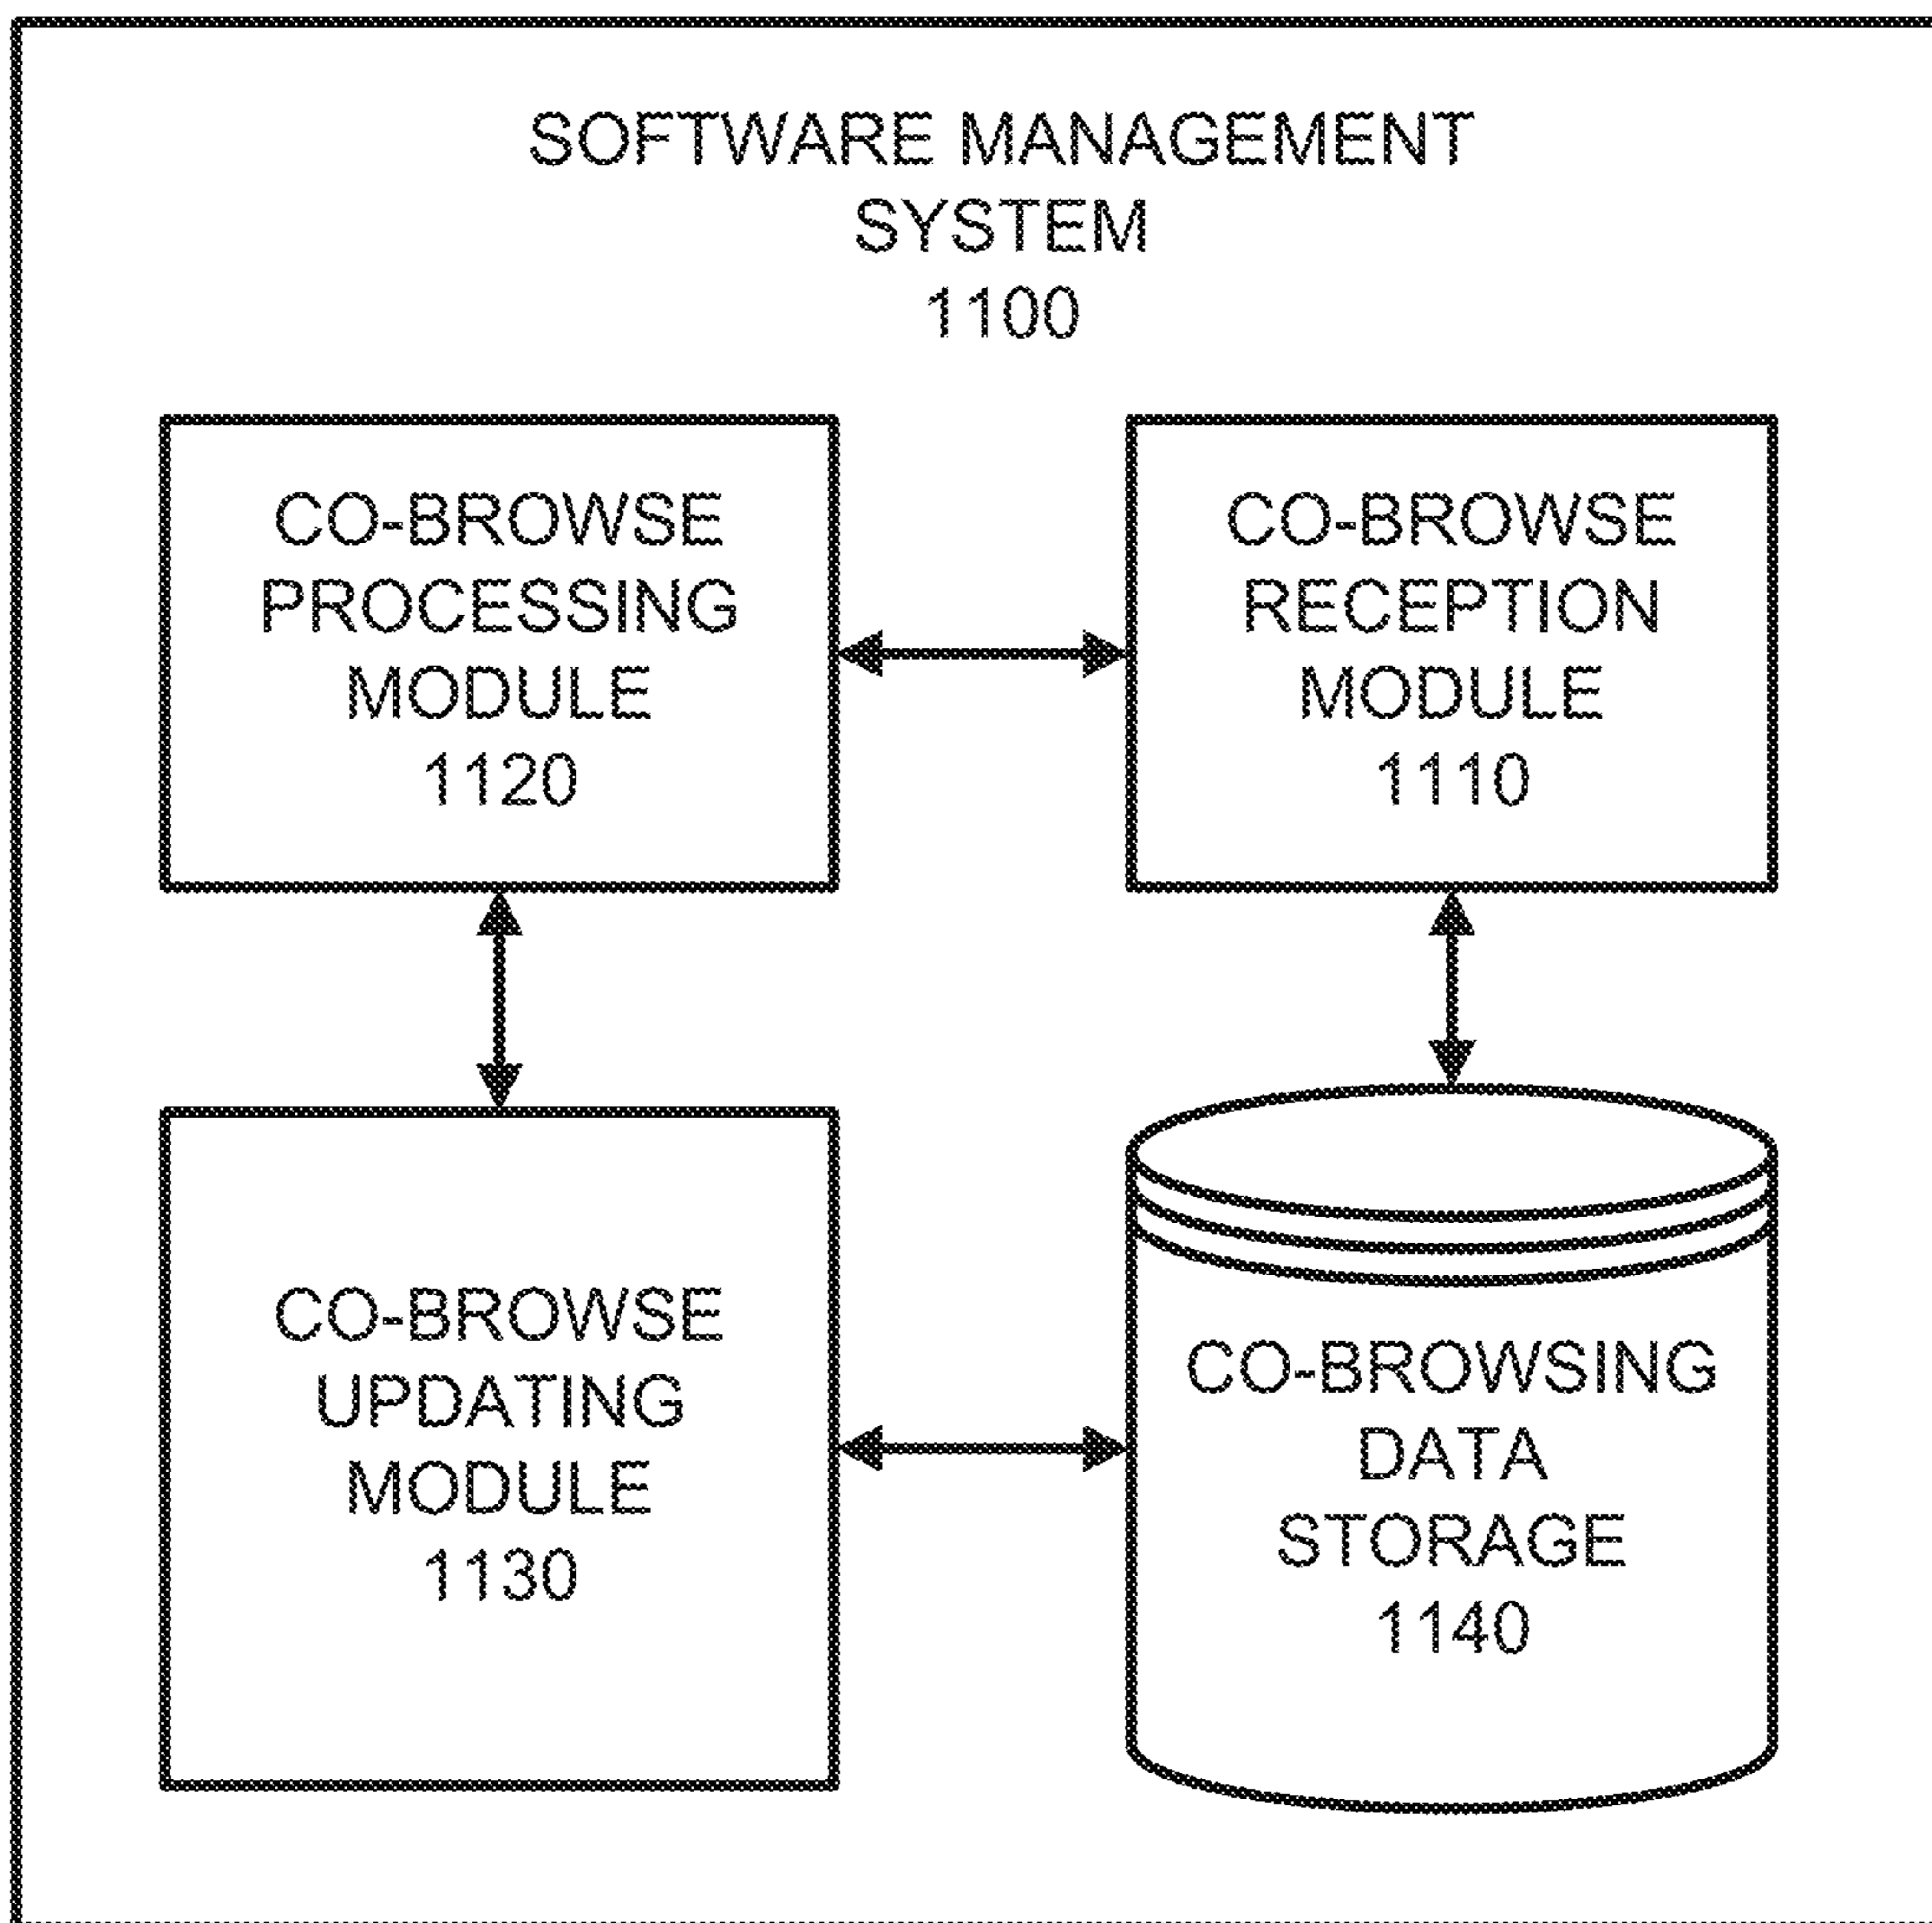 SOFTWARE MANAGEMENT
SYSTEM
1100
CO-BROWSE
PROCESSING
MODULE
1120
CO-BROWSE
RECEPTION
MODULE
1110
CO-BROWSE
UPDATING
MODULE
1130
CO-BROWSING
DATA
STORAGE
1140